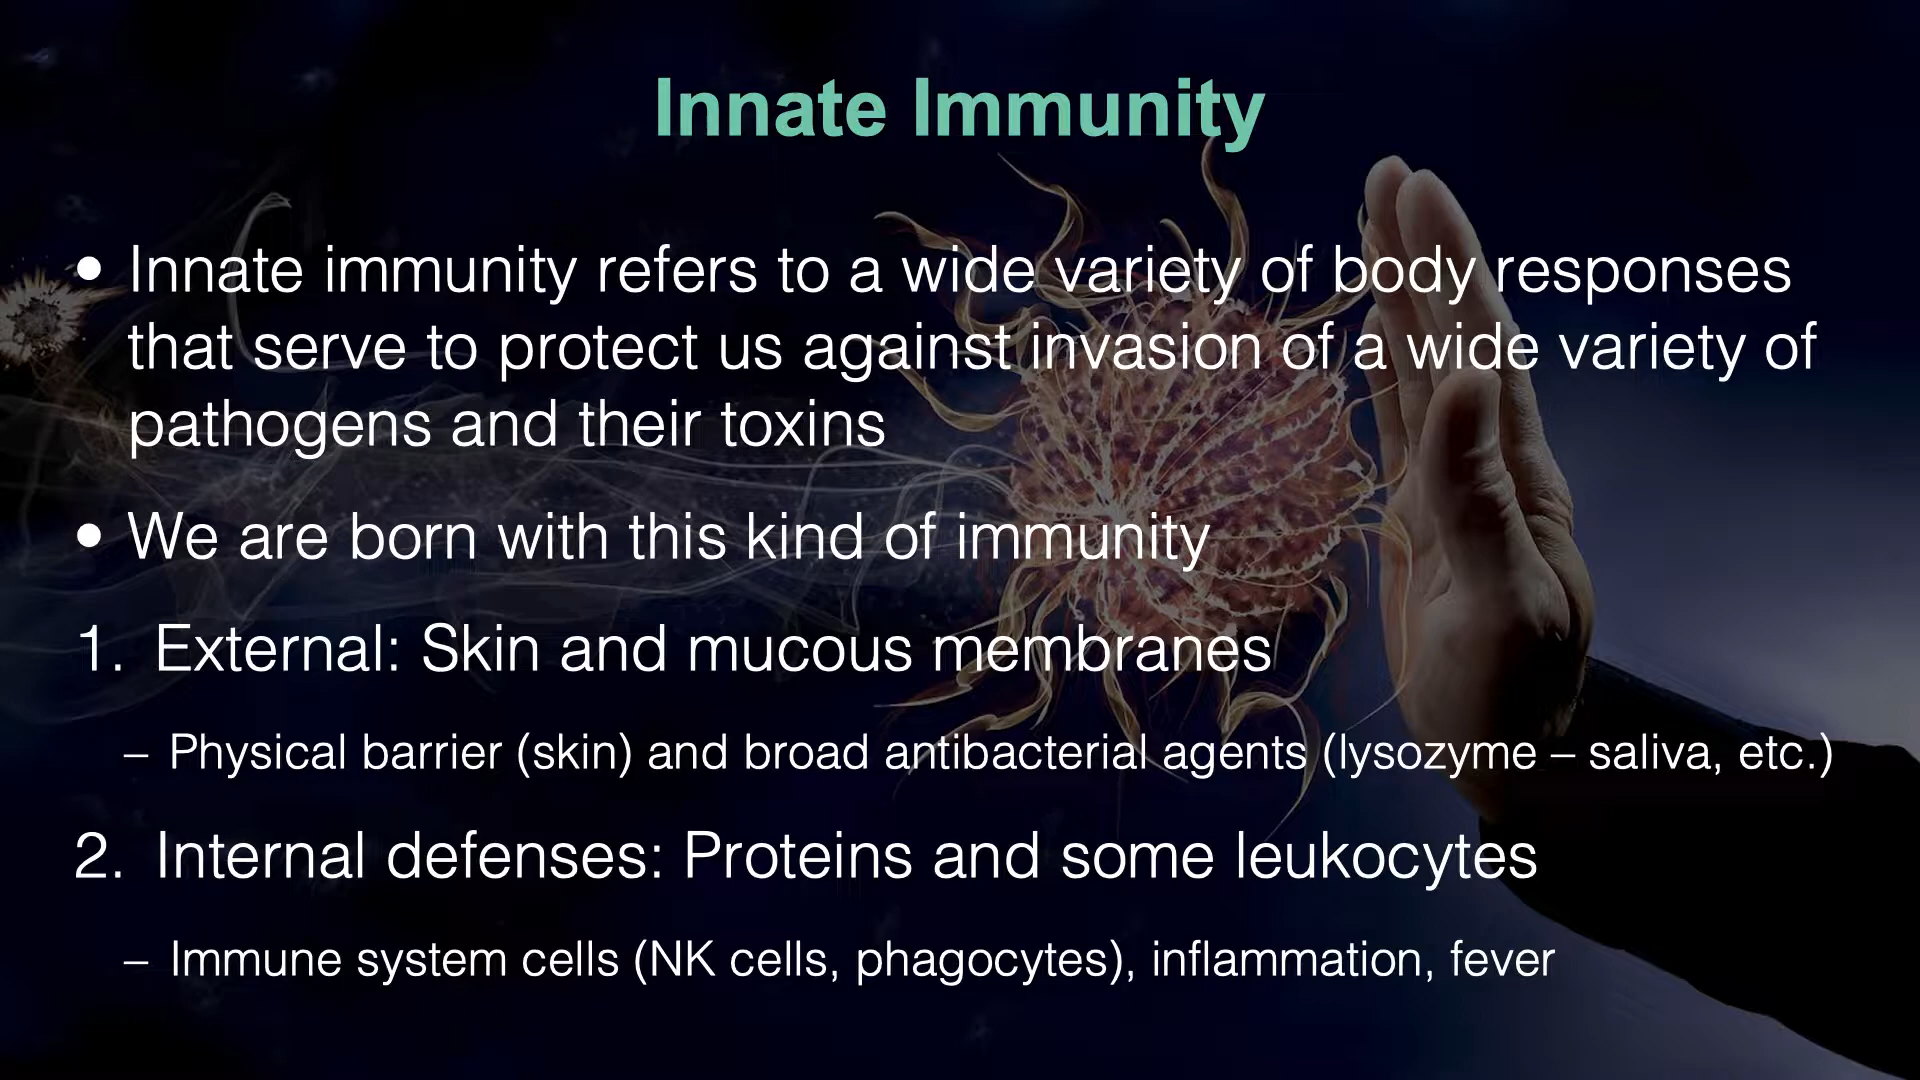 Innate Immunity
• Innate immunity refers to a wide variety of body responses
that serve to protect us against invasion of a wide variety of
pathogens and their toxins
• We are born with this kind of immunity
1. External: Skin and mucous membranes
– Physical barrier (skin) and broad antibacterial agents (lysozyme – saliva, etc.)
2. Internal defenses: Proteins and some leukocytes
– Immune system cells (NK cells, phagocytes), inflammation, fever